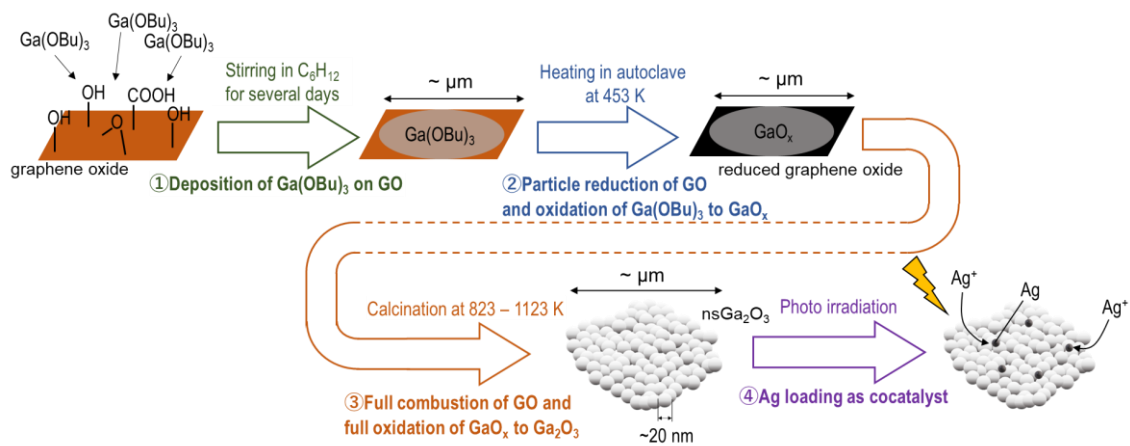 Ga(OBu)₃
Ga(OBu)₃
Ga(OBu)₃
OH
COOH
OH
OH
O
graphene oxide
Stirring in C₆H₁₂
for several days
①Deposition of Ga(OBu)₃ on GO
~ μm
Ga(OBu)₃
Heating in autoclave
at 453 K
②Particle reduction of GO
and oxidation of Ga(OBu)₃ to GaOₓ
~ μm
GaOₓ
reduced graphene oxide
Calcination at 823 – 1123 K
③Full combustion of GO and
full oxidation of GaOₓ to Ga₂O₃
~ μm
nsGa₂O₃
~20 nm
Photo irradiation
④Ag loading as cocatalyst
Ag⁺
Ag
Ag⁺